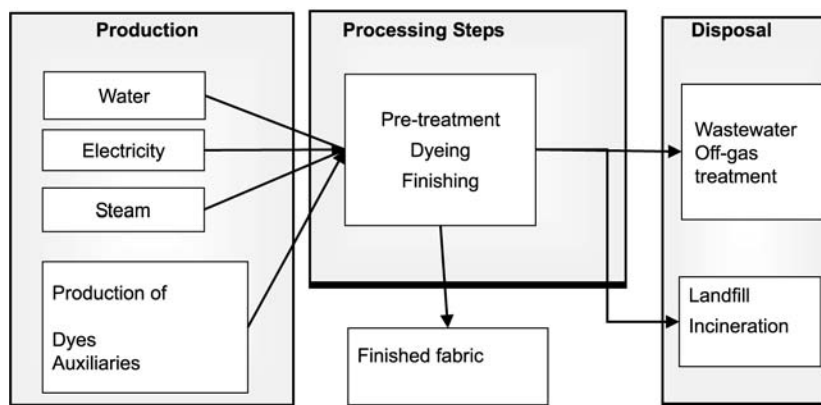 Production
Water
Electricity
Steam
Production of
Dyes
Auxiliaries
Processing Steps
Pre-treatment
Dyeing
Finishing
Finished fabric
Disposal
Wastewater
Off-gas
treatment
Landfill
Incineration